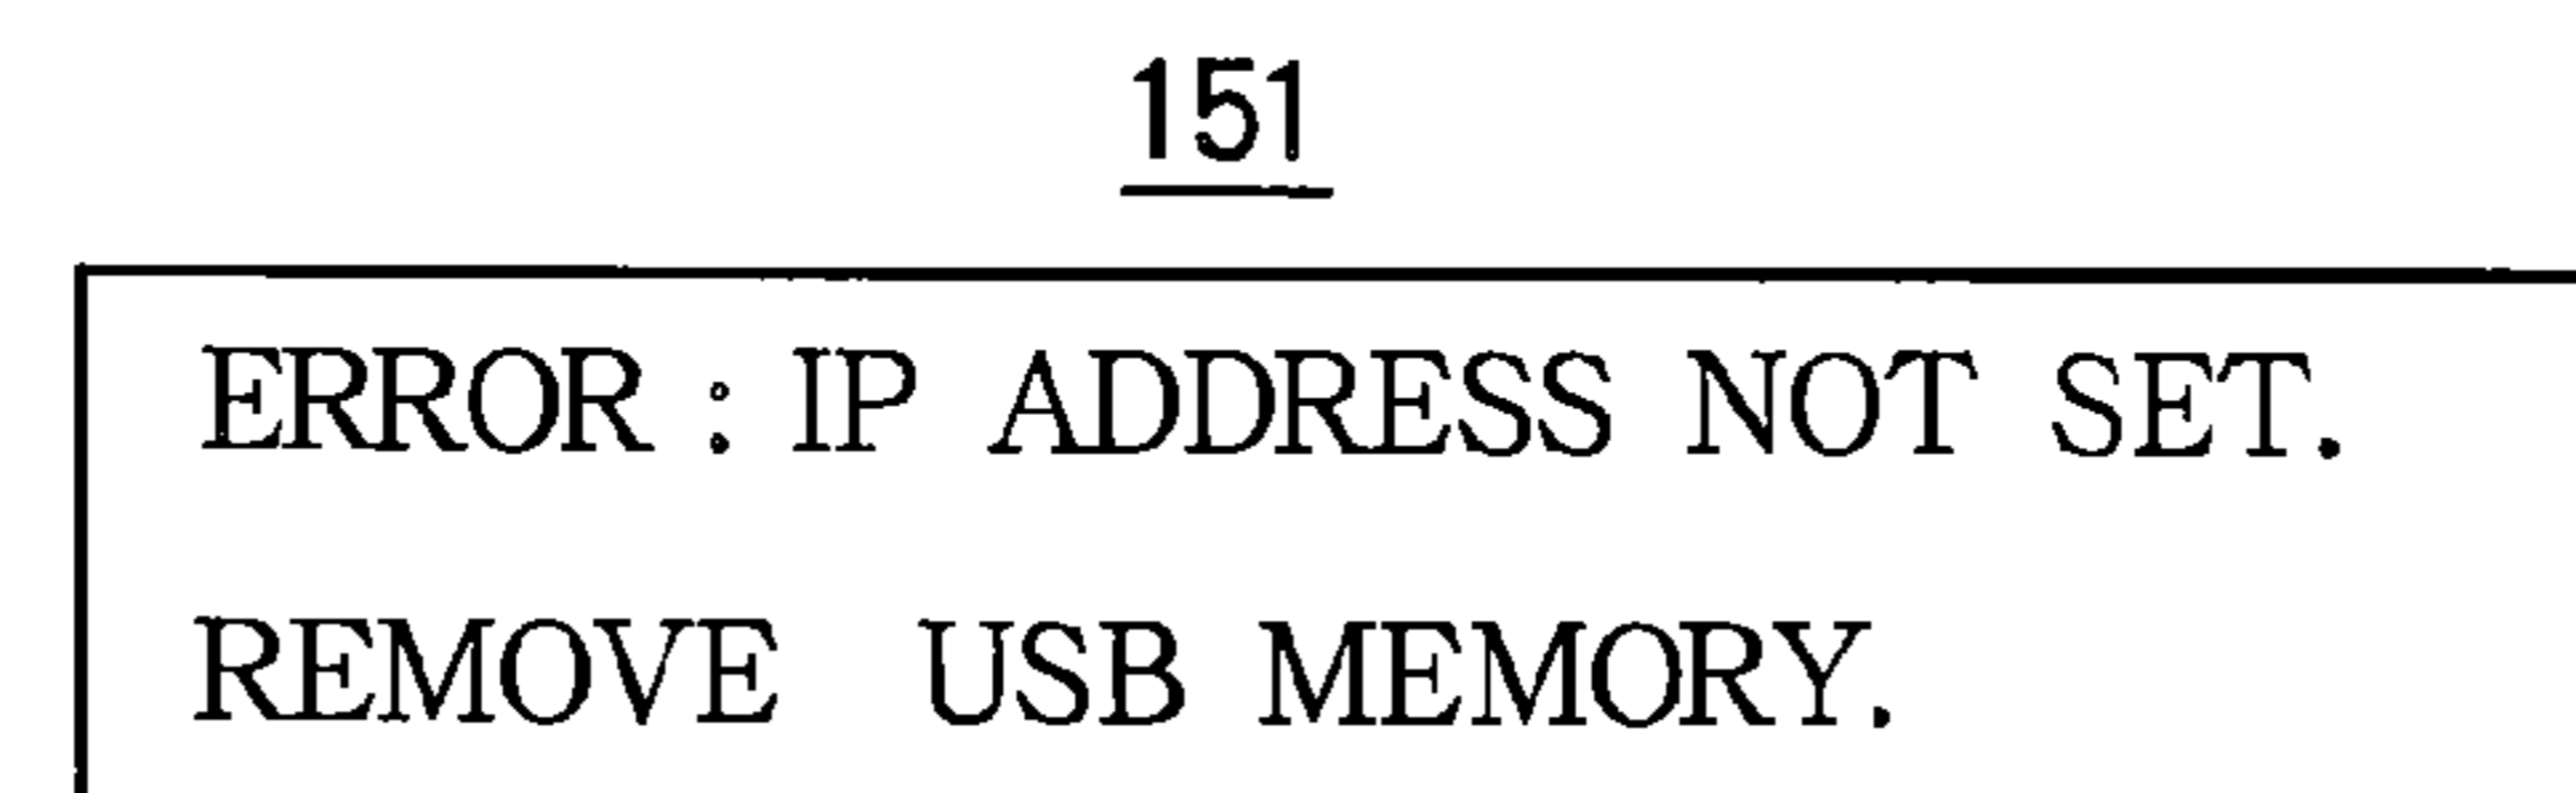 151
ERROR : IP ADDRESS NOT SET.
REMOVE USB MEMORY.